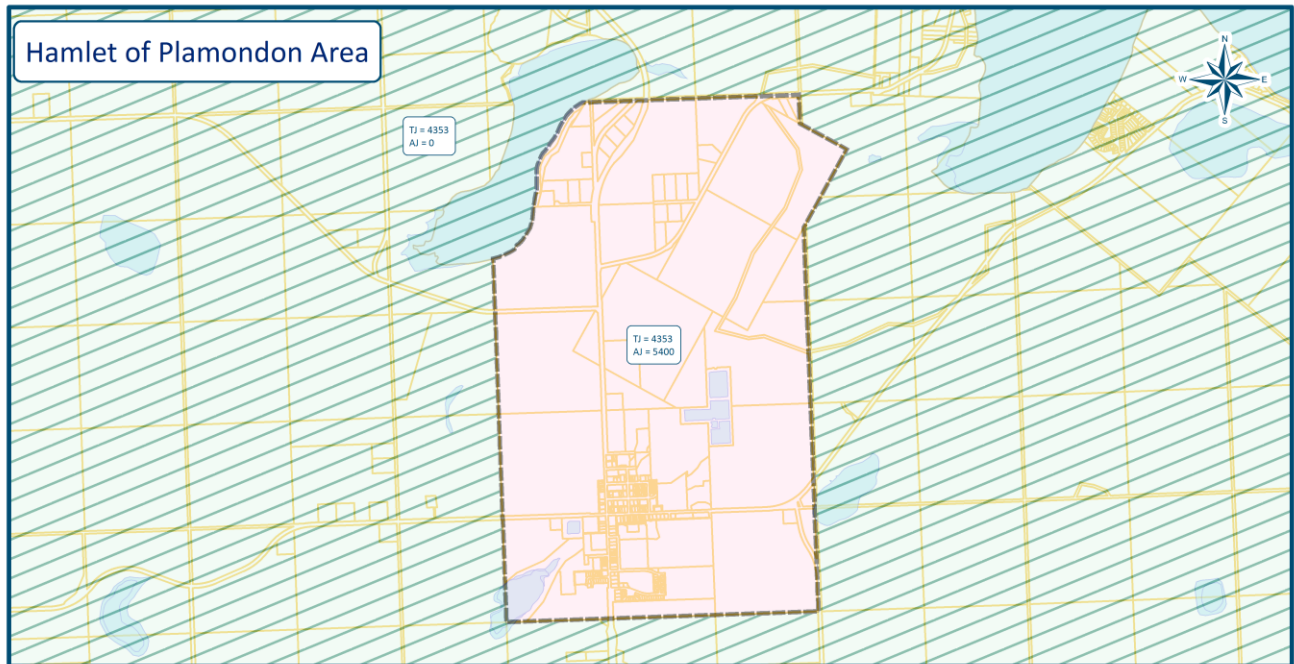 Hamlet of Plamondon Area
N
W
E
S
TJ = 4353
AJ = 0
TJ = 4353
AJ = 5400